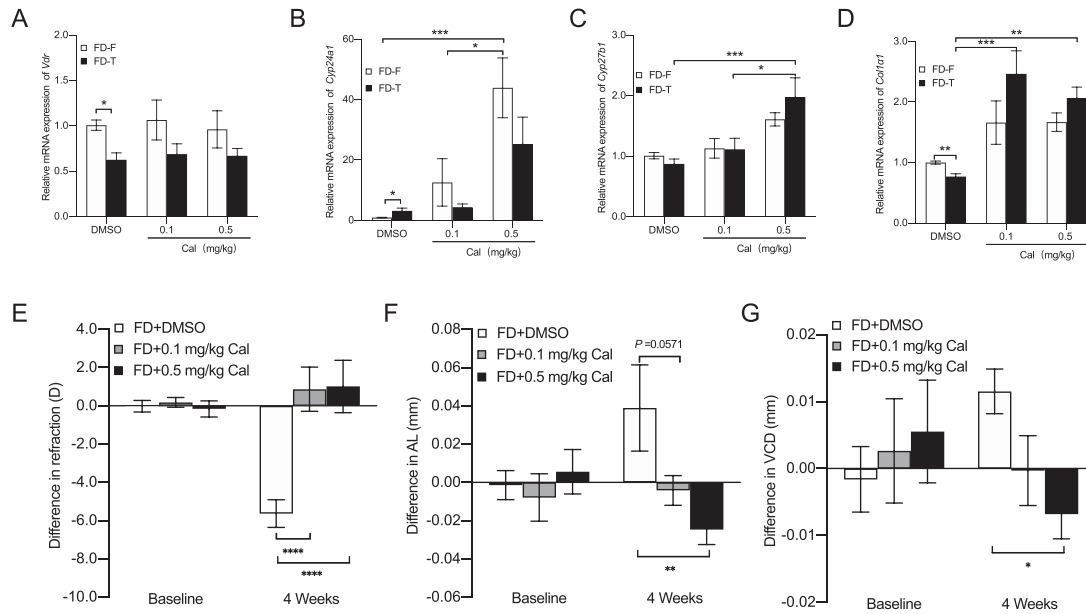 A
Relative mRNA expression of Vdr
2.0
1.5
1.0
0.5
0.0
FD-F
FD-T
*
DMSO
0.1
0.5
Cal (mg/kg)
B
Relative mRNA expression of Cyp24a1
60
40
20
0
FD-F
FD-T
***
*
*
DMSO
0.1
0.5
Cal (mg/kg)
C
Relative mRNA expression of Cyp27b1
3.0
2.0
1.0
0.0
FD-F
FD-T
***
*
DMSO
0.1
0.5
Cal (mg/kg)
D
Relative mRNA expression of Col1α1
3.0
2.0
1.0
0.0
FD-F
FD-T
**
***
**
DMSO
0.1
0.5
Cal (mg/kg)
E
Difference in refraction (D)
4.0
2.0
0.0
-2.0
-4.0
-6.0
-8.0
-10.0
FD+DMSO
FD+0.1 mg/kg Cal
FD+0.5 mg/kg Cal
****
****
Baseline
4 Weeks
F
Difference in AL (mm)
0.08
0.06
0.04
0.02
0.00
-0.02
-0.04
-0.06
FD+DMSO
FD+0.1 mg/kg Cal
FD+0.5 mg/kg Cal
P =0.0571
**
Baseline
4 Weeks
G
Difference in VCD (mm)
0.02
0.01
0.00
-0.01
-0.02
FD+DMSO
FD+0.1 mg/kg Cal
FD+0.5 mg/kg Cal
*
Baseline
4 Weeks